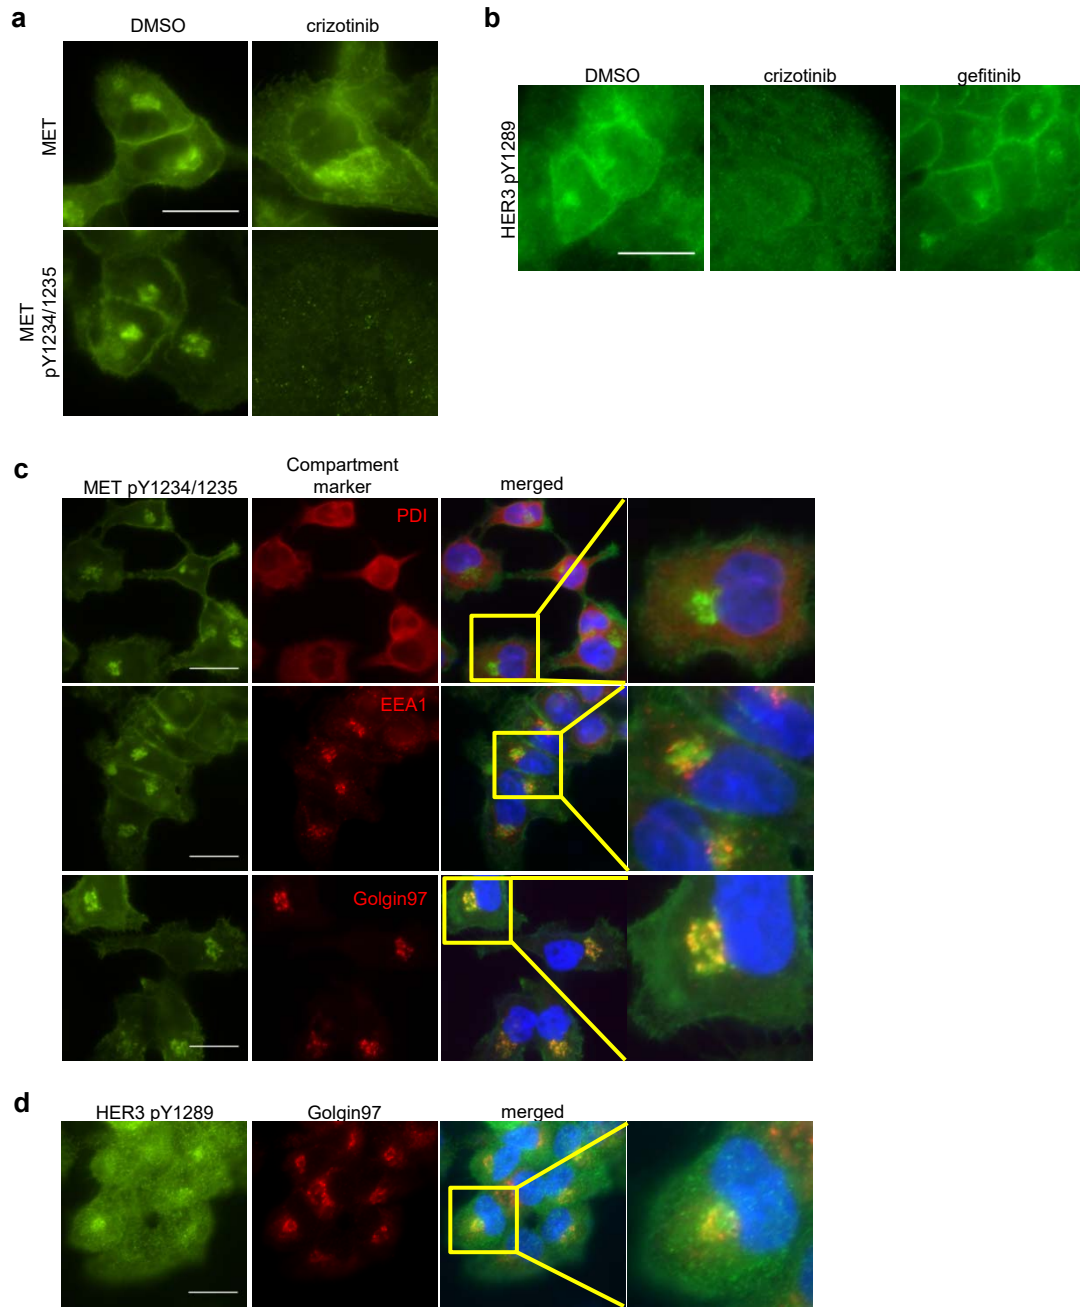 a
DMSO
crizotinib
MET
MET
pY1234/1235
b
DMSO
crizotinib
gefitinib
HER3 pY1289
c
MET pY1234/1235
Compartment
marker
merged
PDI
EEA1
Golgin97
d
HER3 pY1289
Golgin97
merged